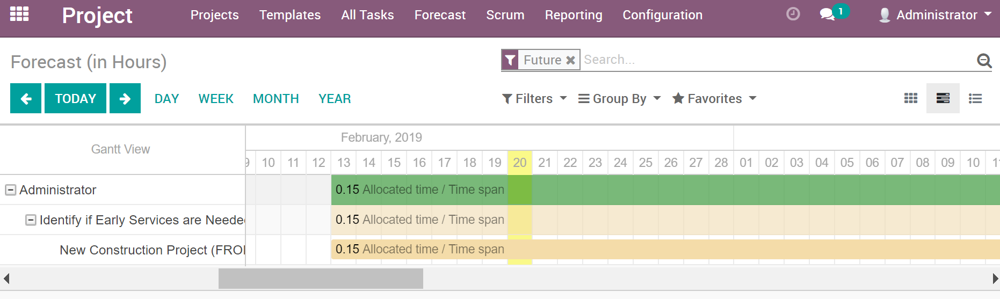 Project Projects Templates All Tasks Forecast Scrum Reporting Configuration 1 Administrator
Forecast (in Hours) Future Search...
TODAY DAY WEEK MONTH YEAR Filters Group By Favorites
Gantt View February, 2019
10 11 12 13 14 15 16 17 18 19 20 21 22 23 24 25 26 27 28 01 02 03 04 05 06 07 08 09 10
Administrator 0.15 Allocated time / Time span
Identify if Early Services are Neede 0.15 Allocated time / Time span
New Construction Project (FRO 0.15 Allocated time / Time span